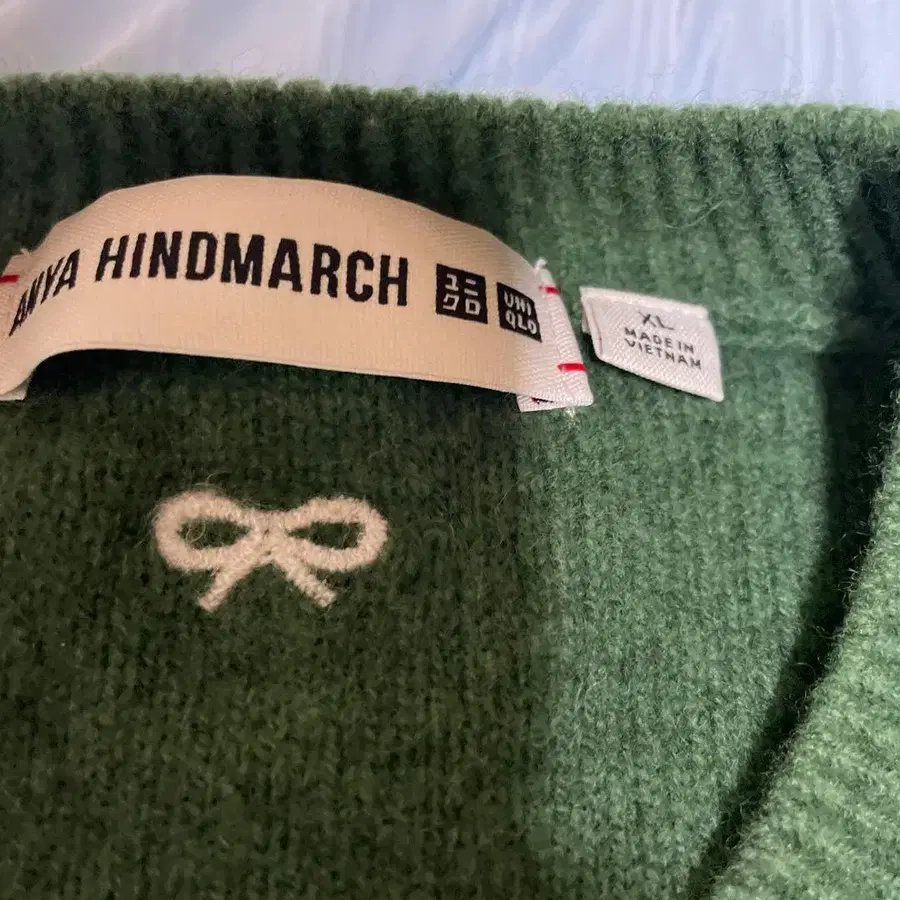 ANYA HINDMARCH
ユニ
クロ
UNI
QLO
XL
MADE IN
VIETNAM